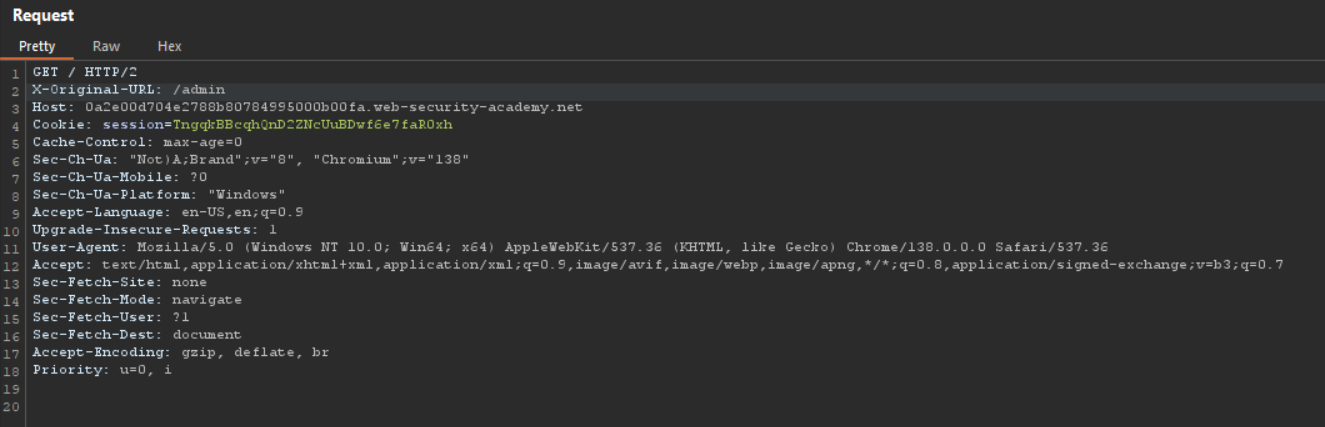 Request
Pretty Raw Hex
1 GET / HTTP/2
2 X-Original-URL: /admin
3 Host: 0a2e00d704e2788b80784995000b00fa.web-security-academy.net
4 Cookie: session=TngqkBBcqhQnD2ZNcUuBDwf6e7faR0xh
5 Cache-Control: max-age=0
6 Sec-Ch-Ua: "Not)A;Brand";v="8", "Chromium";v="138"
7 Sec-Ch-Ua-Mobile: ?0
8 Sec-Ch-Ua-Platform: "Windows"
9 Accept-Language: en-US,en;q=0.9
10 Upgrade-Insecure-Requests: 1
11 User-Agent: Mozilla/5.0 (Windows NT 10.0; Win64; x64) AppleWebKit/537.36 (KHTML, like Gecko) Chrome/138.0.0.0 Safari/537.36
12 Accept: text/html,application/xhtml+xml,application/xml;q=0.9,image/avif,image/webp,image/apng,*/*;q=0.8,application/signed-exchange;v=b3;q=0.7
13 Sec-Fetch-Site: none
14 Sec-Fetch-Mode: navigate
15 Sec-Fetch-User: ?1
16 Sec-Fetch-Dest: document
17 Accept-Encoding: gzip, deflate, br
18 Priority: u=0, i
19
20